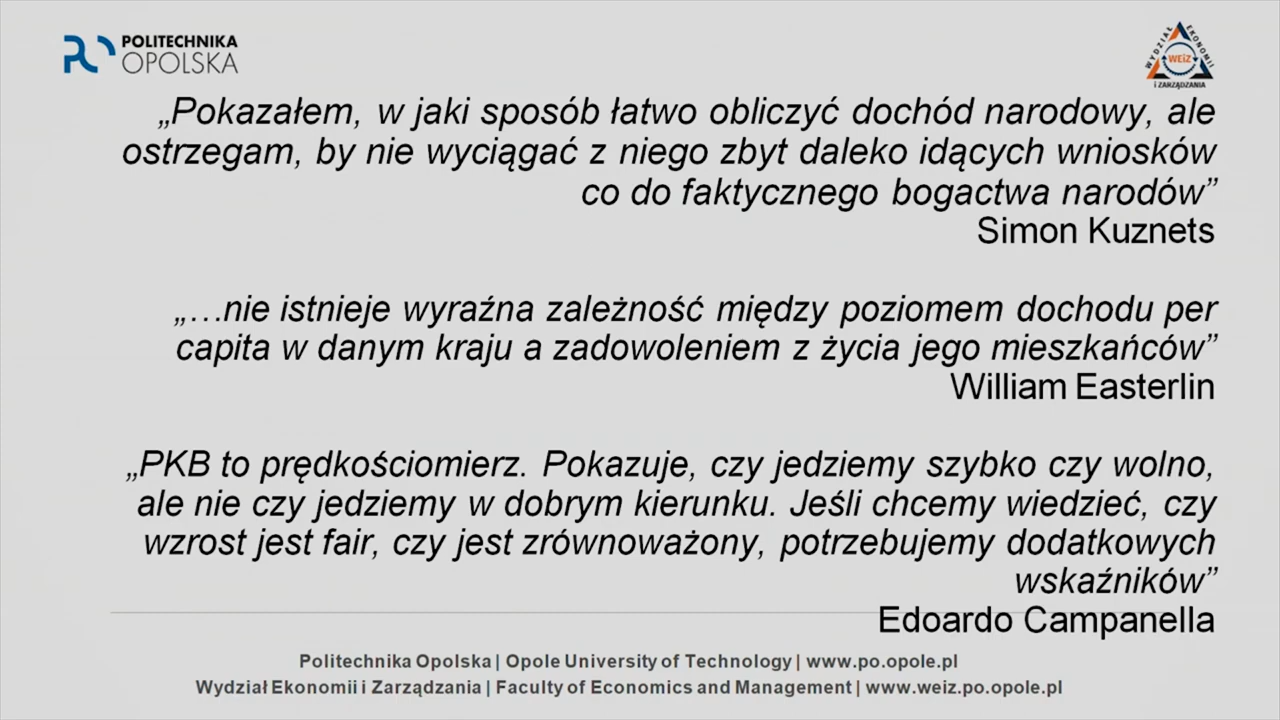 POLITECHNIKA
OPOLSKA
WYDZIAŁ EKONOMII
WEiZ
i ZARZĄDZANIA
„Pokazałem, w jaki sposób łatwo obliczyć dochód narodowy, ale
ostrzegam, by nie wyciągać z niego zbyt daleko idących wniosków
co do faktycznego bogactwa narodów”
Simon Kuznets
„…nie istnieje wyraźna zależność między poziomem dochodu per
capita w danym kraju a zadowoleniem z życia jego mieszkańców”
William Easterlin
„PKB to prędkościomierz. Pokazuje, czy jedziemy szybko czy wolno,
ale nie czy jedziemy w dobrym kierunku. Jeśli chcemy wiedzieć, czy
wzrost jest fair, czy jest zrównoważony, potrzebujemy dodatkowych
wskaźników”
Edoardo Campanella
Politechnika Opolska | Opole University of Technology | www.po.opole.pl
Wydział Ekonomii i Zarządzania | Faculty of Economics and Management | www.weiz.po.opole.pl